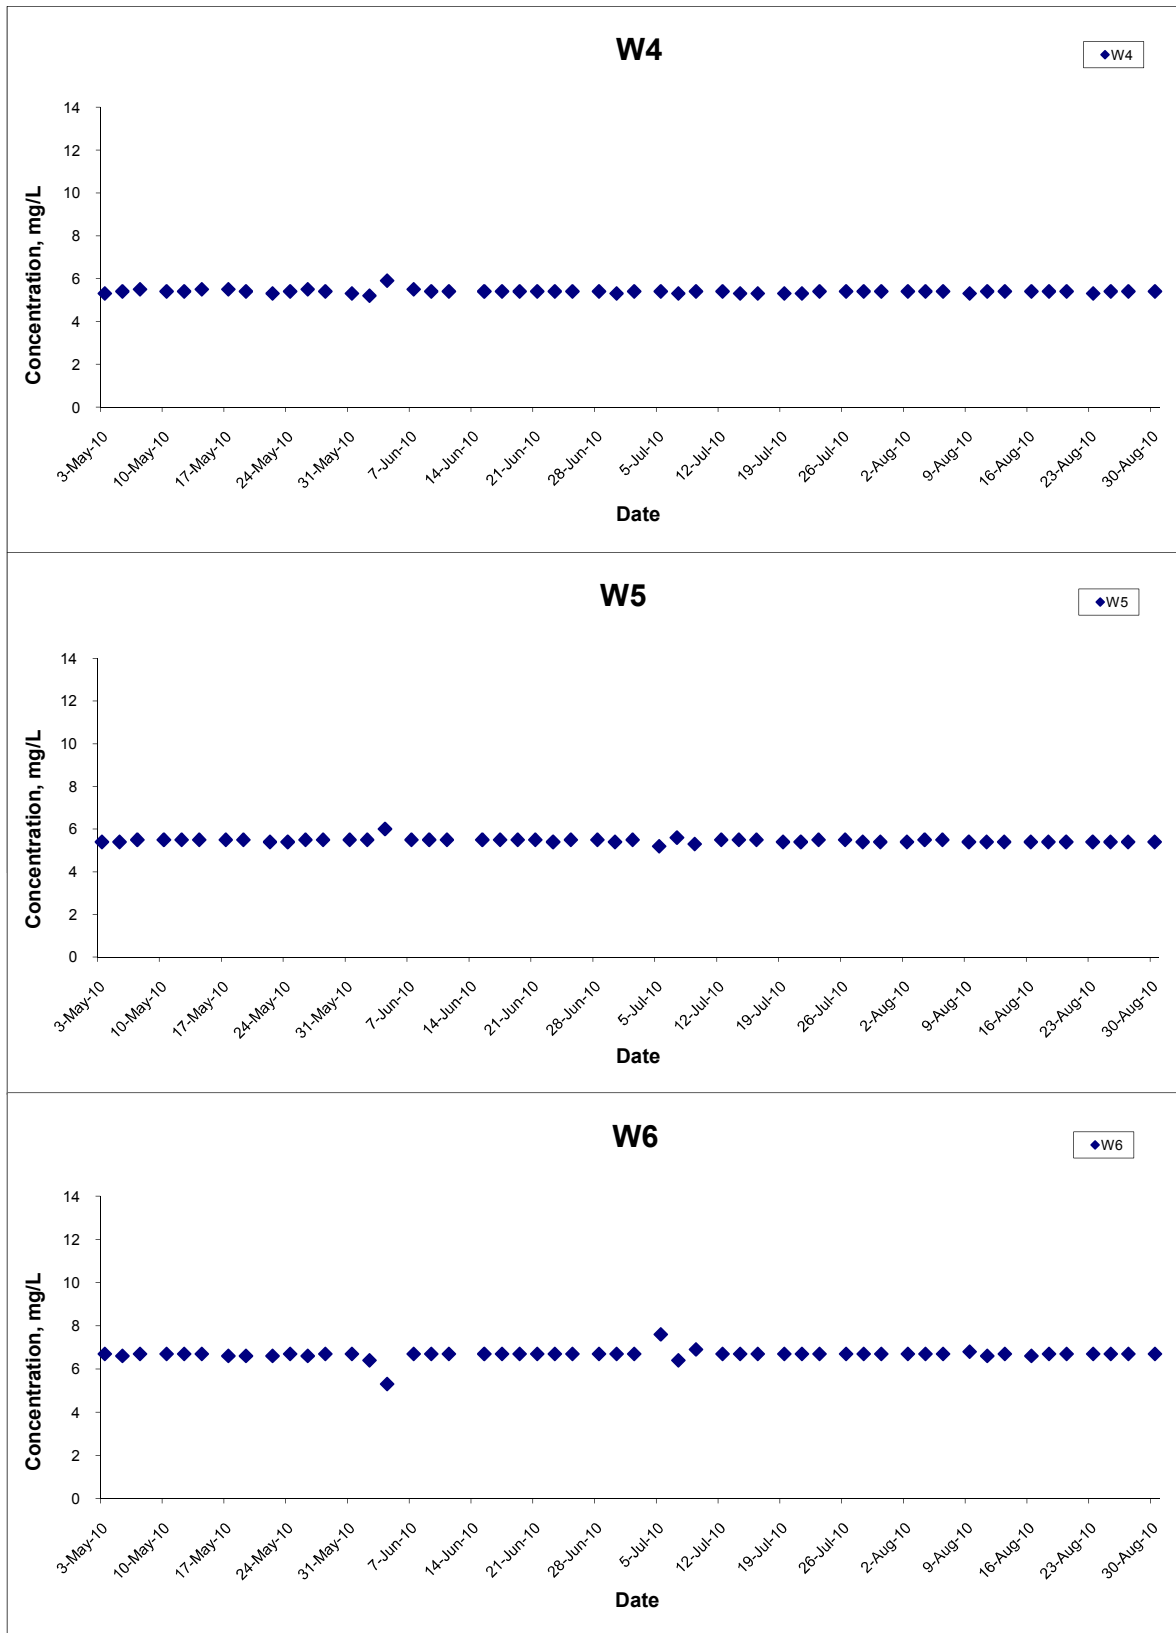 W4
W4
14
12
10
8
6
4
2
0
Concentration, mg/L
3-May-10 10-May-10 17-May-10 24-May-10 31-May-10 7-Jun-10 14-Jun-10 21-Jun-10 28-Jun-10 5-Jul-10 12-Jul-10 19-Jul-10 26-Jul-10 2-Aug-10 9-Aug-10 16-Aug-10 23-Aug-10 30-Aug-10
Date
W5
W5
14
12
10
8
6
4
2
0
Concentration, mg/L
3-May-10 10-May-10 17-May-10 24-May-10 31-May-10 7-Jun-10 14-Jun-10 21-Jun-10 28-Jun-10 5-Jul-10 12-Jul-10 19-Jul-10 26-Jul-10 2-Aug-10 9-Aug-10 16-Aug-10 23-Aug-10 30-Aug-10
Date
W6
W6
14
12
10
8
6
4
2
0
Concentration, mg/L
3-May-10 10-May-10 17-May-10 24-May-10 31-May-10 7-Jun-10 14-Jun-10 21-Jun-10 28-Jun-10 5-Jul-10 12-Jul-10 19-Jul-10 26-Jul-10 2-Aug-10 9-Aug-10 16-Aug-10 23-Aug-10 30-Aug-10
Date